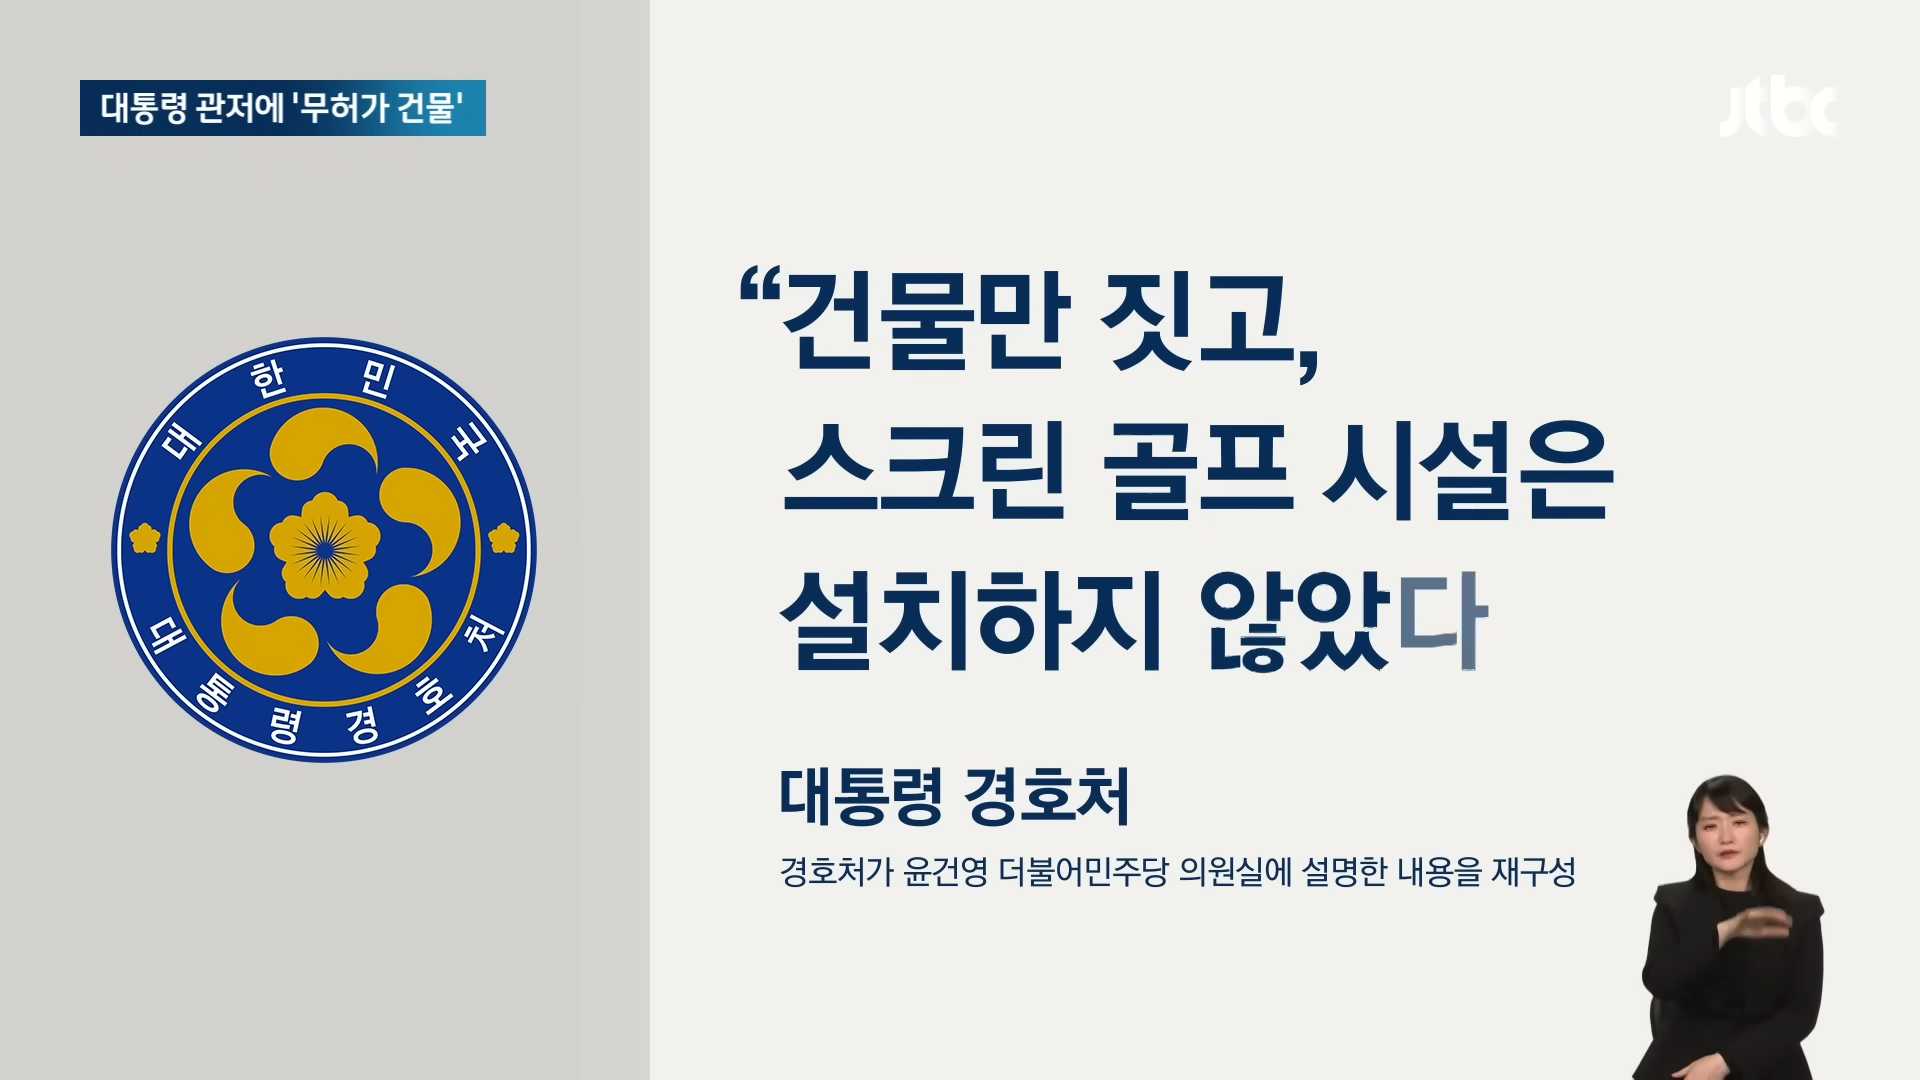 대통령 관저에 '무허가 건물'
jtbc
“건물만 짓고,
스크린 골프 시설은
설치하지 않았다
대통령 경호처
경호처가 윤건영 더불어민주당 의원실에 설명한 내용을 재구성
대한민국
대통령경호처